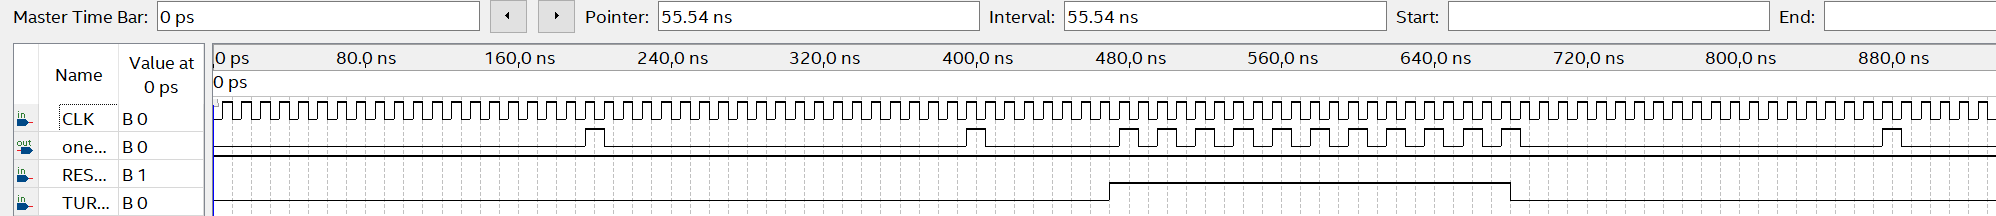 Master Time Bar: 0 ps Pointer: 55.54 ns Interval: 55.54 ns Start: End:
Name Value at 0 ps
0 ps 80,0 ns 160,0 ns 240,0 ns 320,0 ns 400,0 ns 480,0 ns 560,0 ns 640,0 ns 720,0 ns 800,0 ns 880,0 ns
0 ps
in CLK B 0
out one... B 0
in RES... B 1
in TUR... B 0